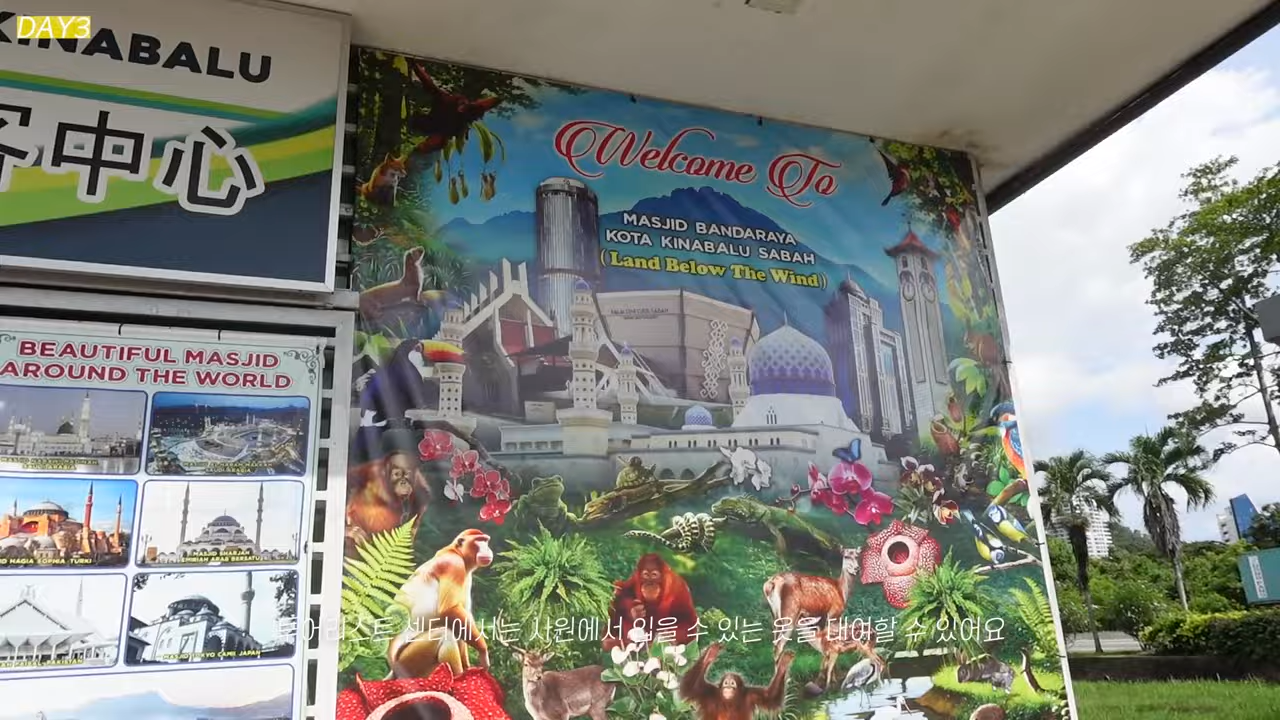 DAY3
KINABALU
客中心
BEAUTIFUL MASJID
AROUND THE WORLD
Welcome To
MASJID BANDARAYA
KOTA KINABALU SABAH
(Land Below The Wind)
투어리스트 센터에서는 사원에서 입을 수 있는 옷을 대여할 수 있어요